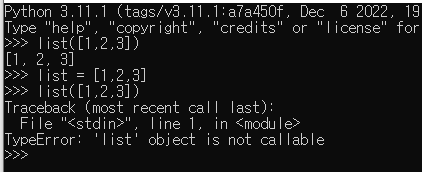 Python 3.11.1 (tags/v3.11.1:a7a450f, Dec  6 2022, 19
Type "help", "copyright", "credits" or "license" for
>>> list([1,2,3])
[1, 2, 3]
>>> list = [1,2,3]
>>> list([1,2,3])
Traceback (most recent call last):
  File "<stdin>", line 1, in <module>
TypeError: 'list' object is not callable
>>>